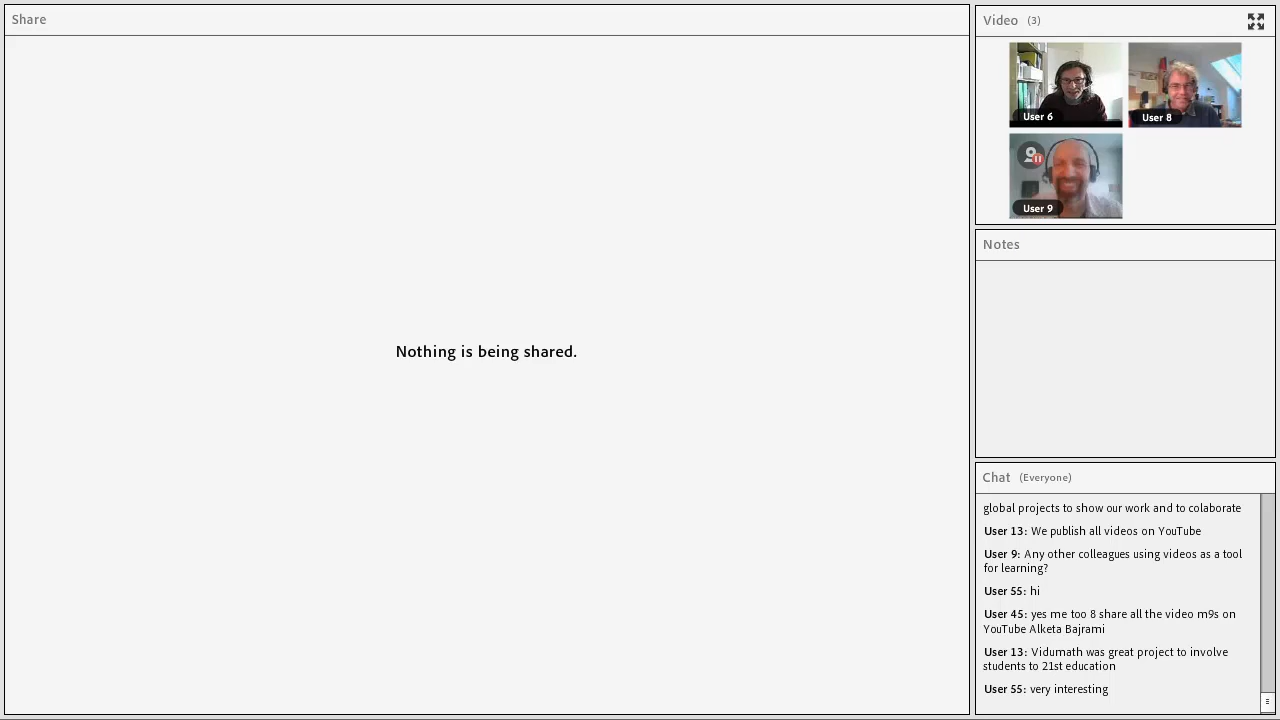 Share
Nothing is being shared.
Video (3)
User 6
User 8
User 9
Notes
Chat (Everyone)
global projects to show our work and to colaborate
User 13: We publish all videos on YouTube
User 9: Any other colleagues using videos as a tool
for learning?
User 55: hi
User 45: yes me too 8 share all the video m9s on
YouTube Alketa Bajrami
User 13: Vidumath was great project to involve
students to 21st education
User 55: very interesting